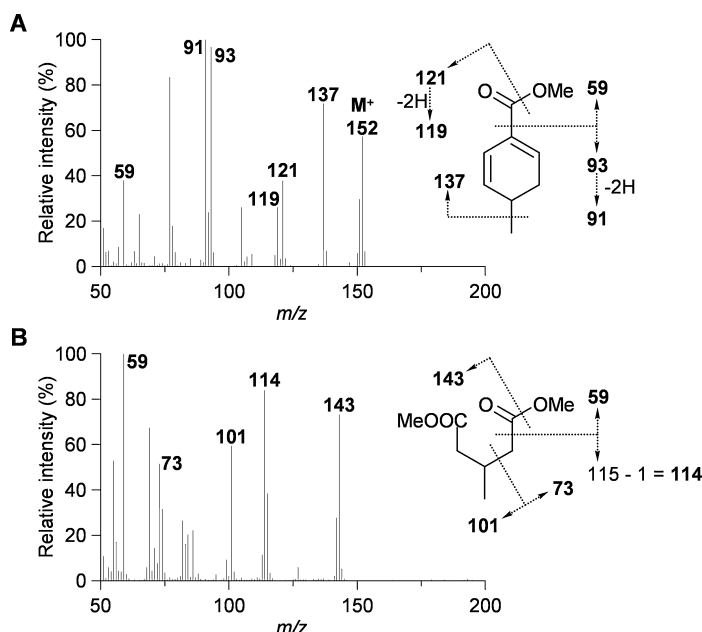 A
Relative intensity (%)
100
80
60
40
20
0
50
100
150
200
m/z
59
91
93
119
121
137
M+
152
121
-2H
119
137
O
OMe
59
93
-2H
91
B
Relative intensity (%)
100
80
60
40
20
0
50
100
150
200
m/z
59
73
101
114
143
143
MeOOC
O
OMe
59
115 - 1 = 114
73
101